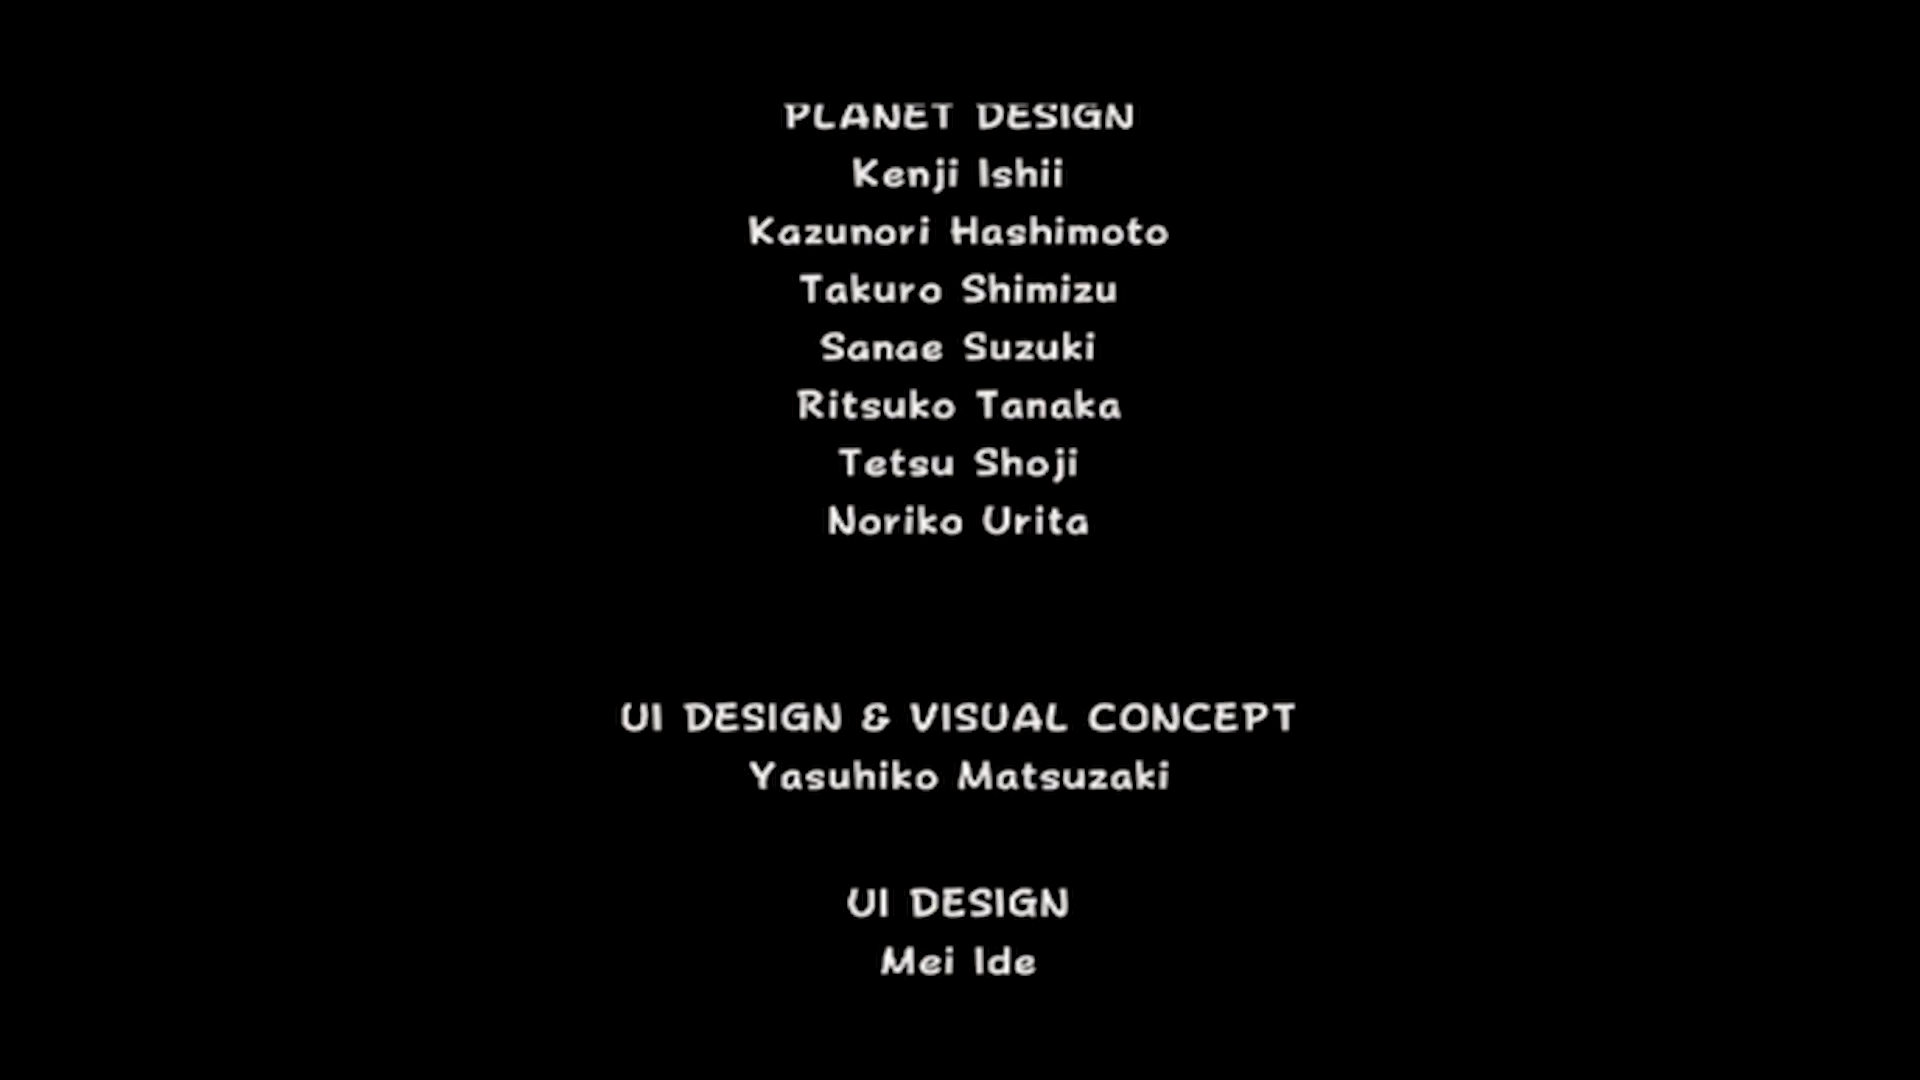 PLANET DESIGN
Kenji Ishii
Kazunori Hashimoto
Takuro Shimizu
Sanae Suzuki
Ritsuko Tanaka
Tetsu Shoji
Noriko Urita
UI DESIGN & VISUAL CONCEPT
Yasuhiko Matsuzaki
UI DESIGN
Mei Ide